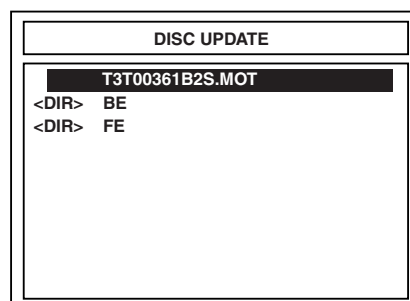 DISC UPDATE
T3T00361B2S.MOT
<DIR> BE
<DIR> FE